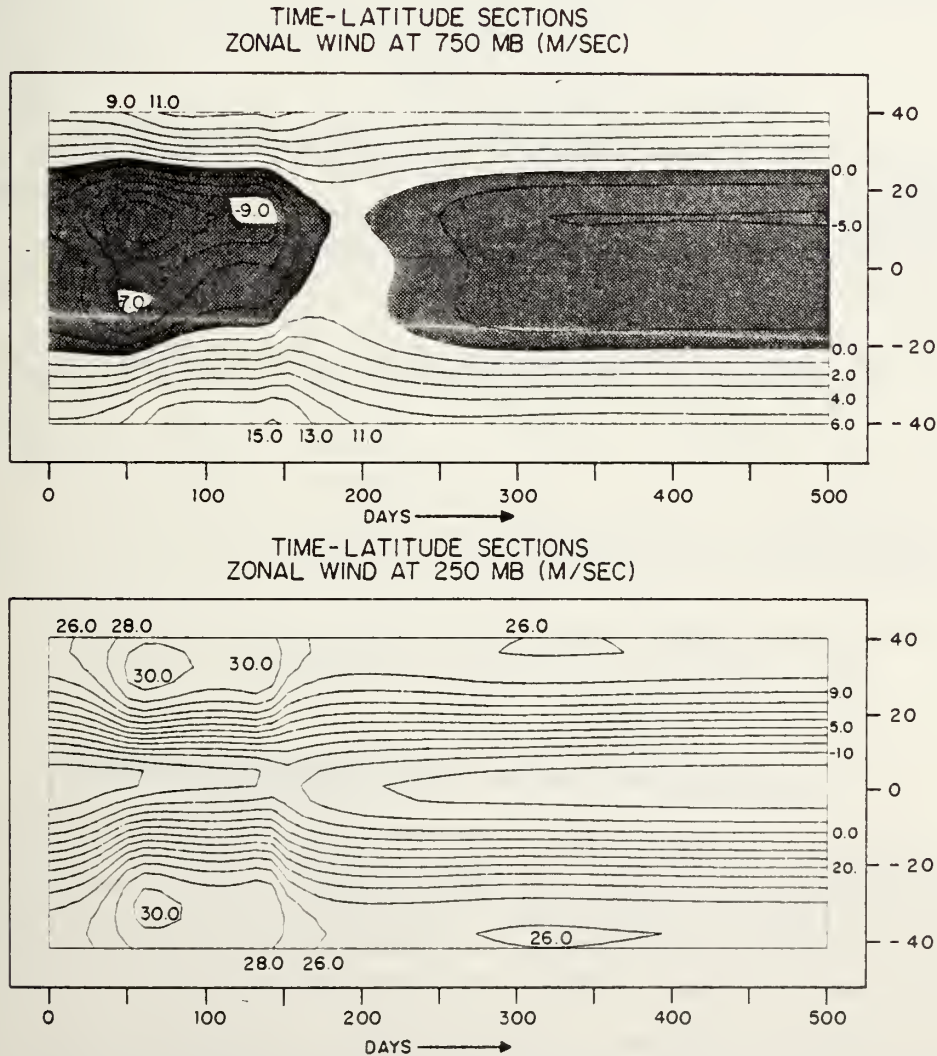 TIME-LATITUDE SECTIONS
ZONAL WIND AT 750 MB (M/SEC)
9.0 11.0
40
0.0
20
-9.0
-5.0
0
7.0
0.0
-20
2.0
4.0
6.0
15.0 13.0 11.0
-40
0 100 200 300 400 500
DAYS
TIME-LATITUDE SECTIONS
ZONAL WIND AT 250 MB (M/SEC)
26.0 28.0 26.0
40
30.0 30.0
9.0
20
5.0
-10
0
0.0
20.
-20
30.0
26.0
-40
28.0 26.0
0 100 200 300 400 500
DAYS